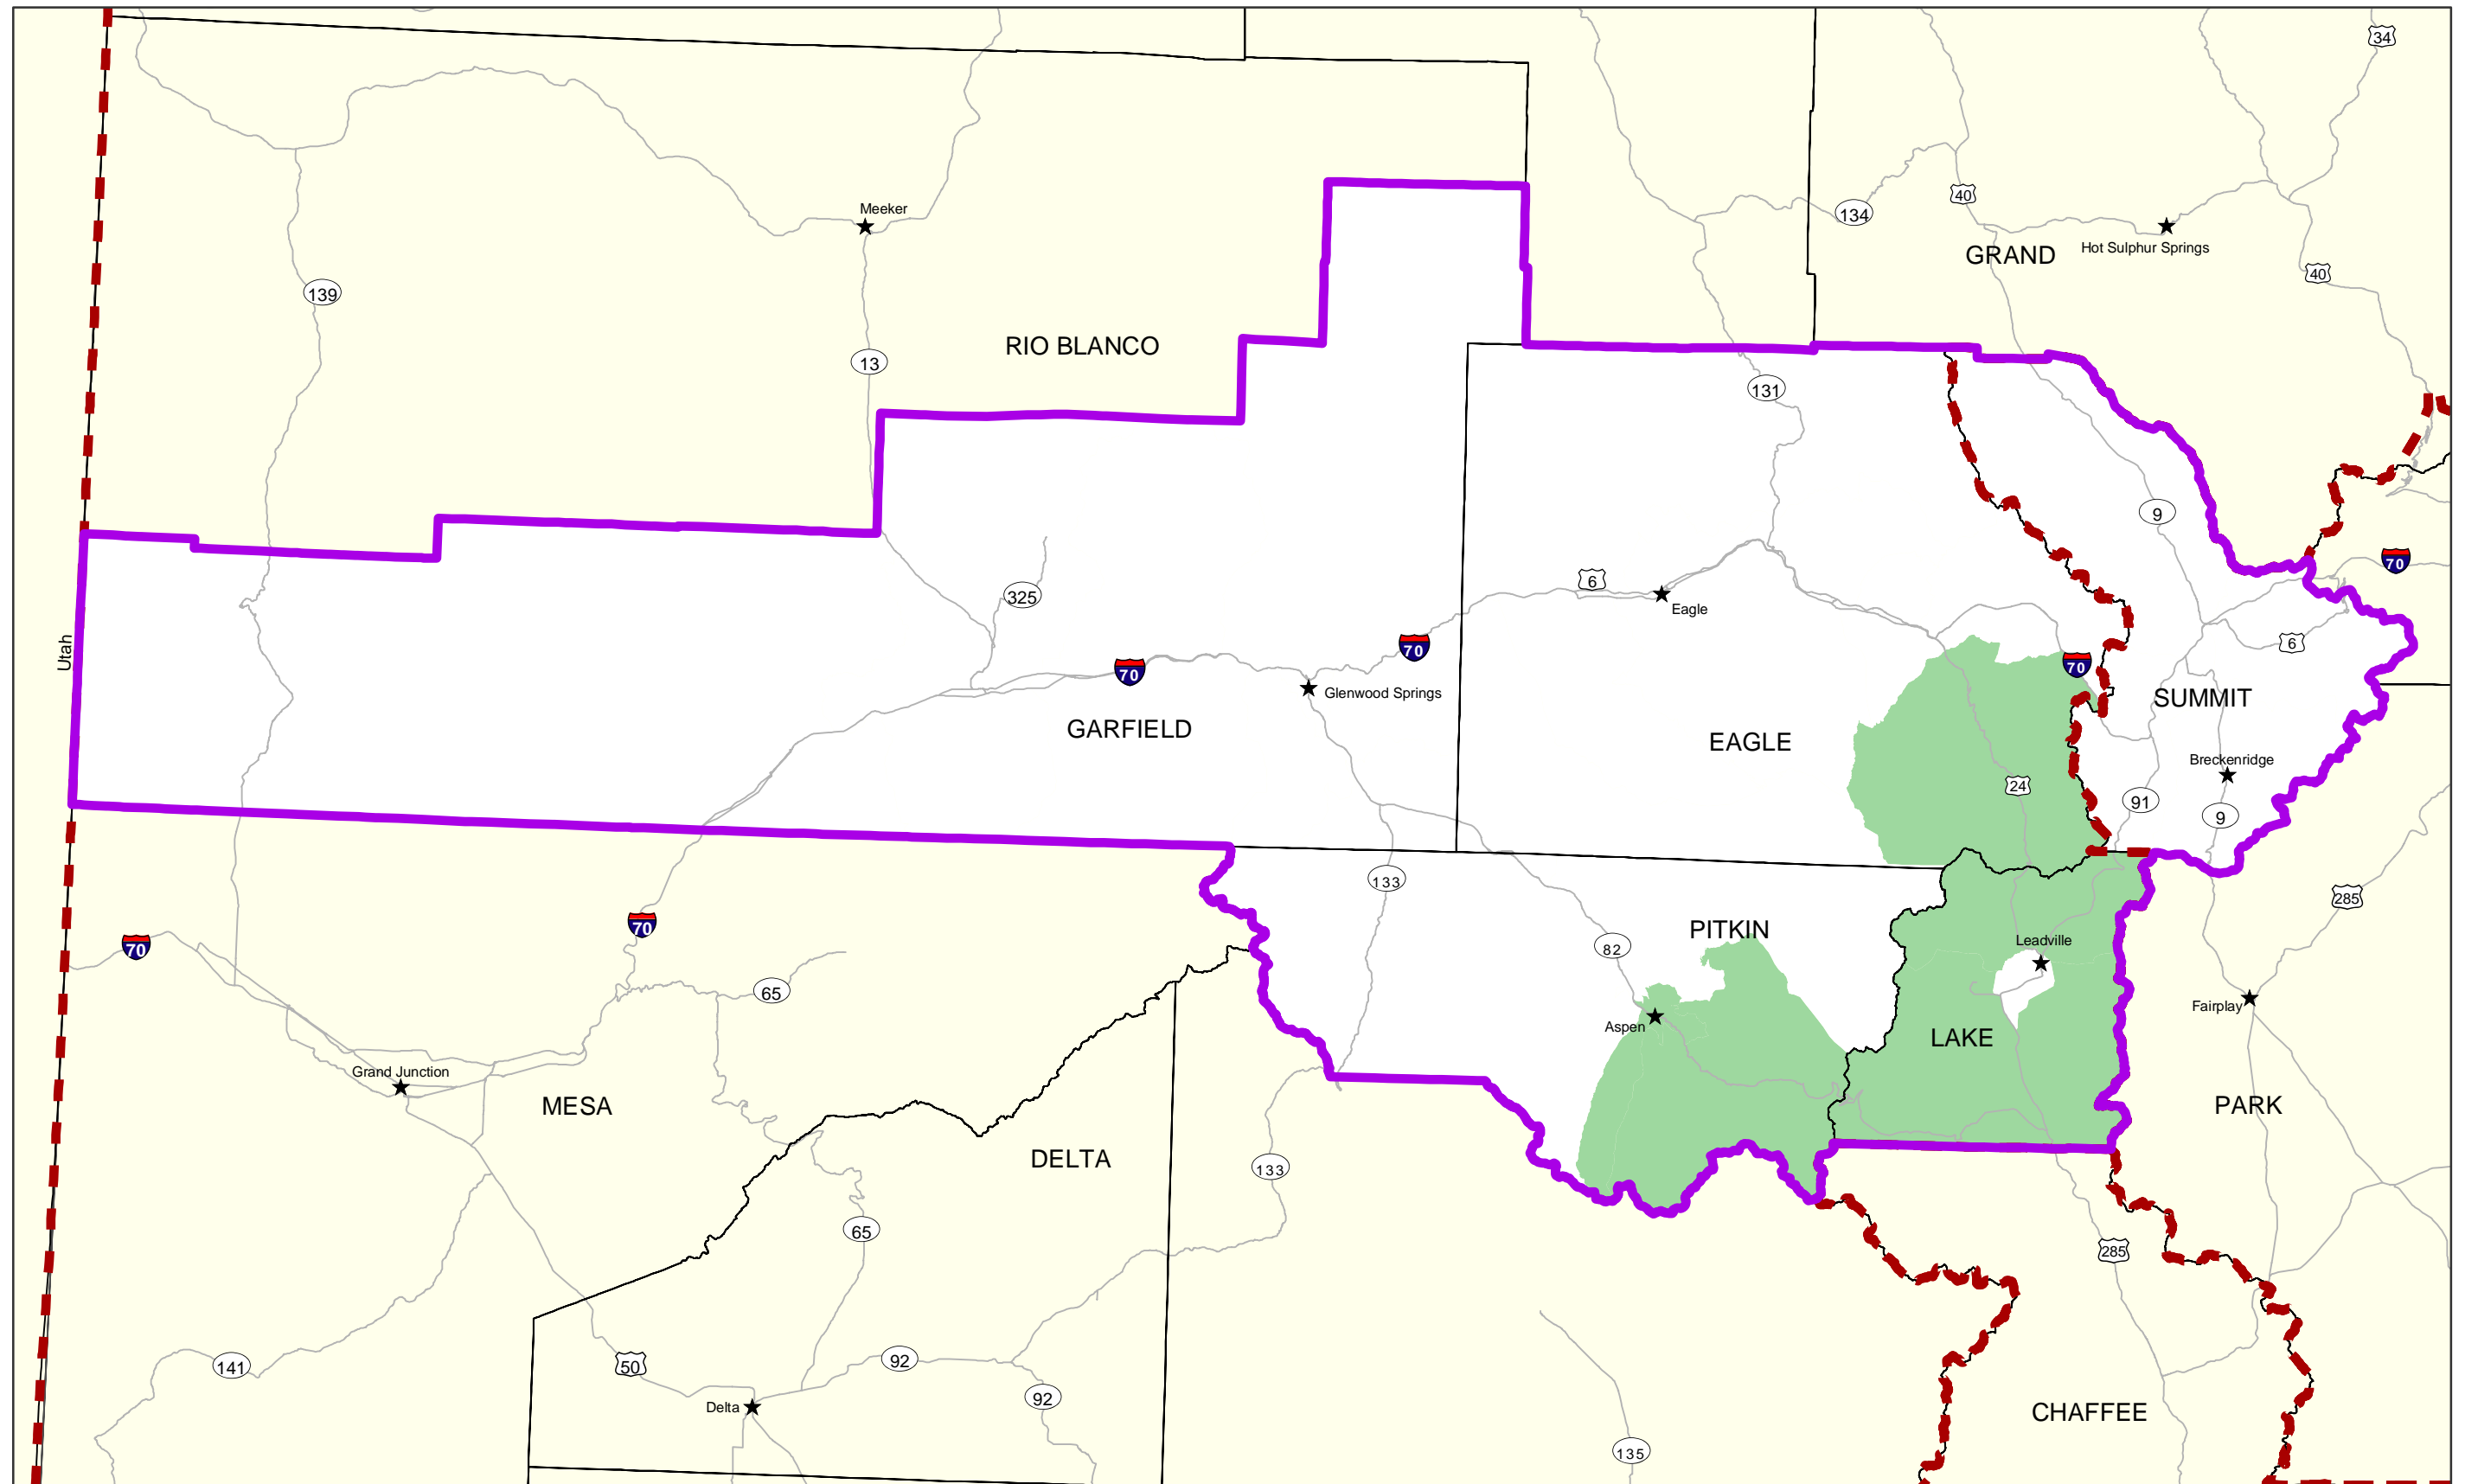 34
Meeker
40
134
Hot Sulphur Springs
GRAND
40
139
RIO BLANCO
13
131
9
70
6
325
Eagle
Utah
70
6
70
70
Glenwood Springs
SUMMIT
GARFIELD
EAGLE
Breckenridge
24
91
9
133
285
70
70
PITKIN
82
Leadville
65
Fairplay
Aspen
LAKE
Grand Junction
MESA
PARK
DELTA
133
65
285
141
50
92
92
Delta
CHAFFEE
135